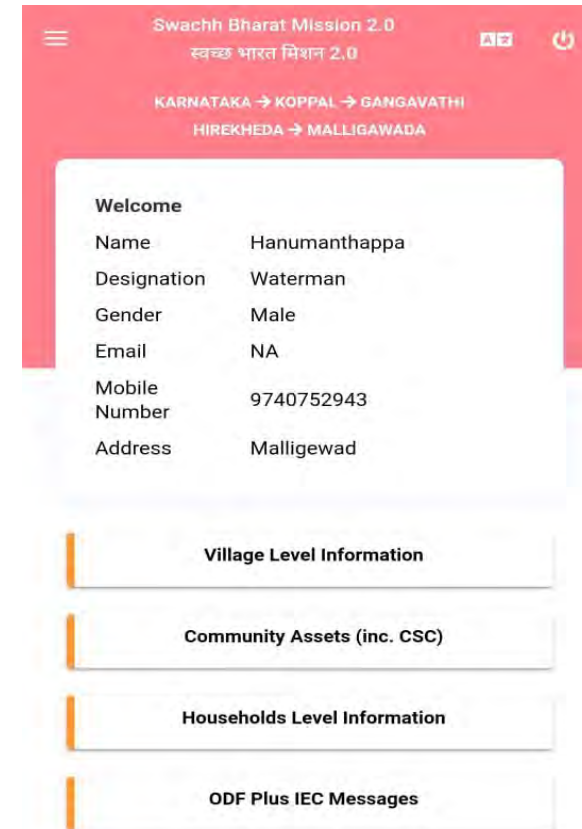 Swachh Bharat Mission 2.0
स्वच्छ भारत मिशन 2.0
A अ
KARNATAKA → KOPPAL → GANGAVATHI
HIREKHEDA → MALLIGAWADA
Welcome
Name Hanumanthappa
Designation Waterman
Gender Male
Email NA
Mobile Number 9740752943
Address Malligewad
Village Level Information
Community Assets (inc. CSC)
Households Level Information
ODF Plus IEC Messages